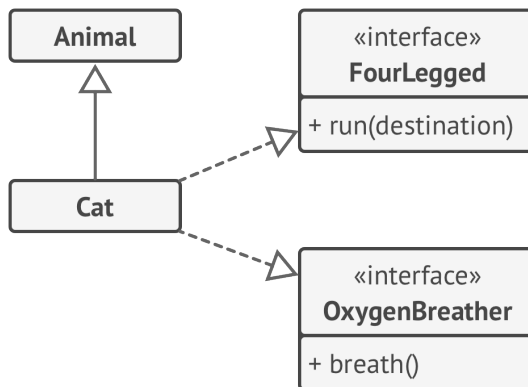 Animal
«interface»
FourLegged
+ run(destination)
Cat
«interface»
OxygenBreather
+ breath()